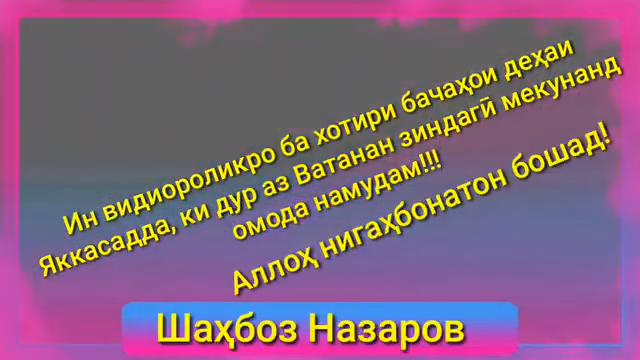 Ин видиороликро ба хотири бачаҳои деҳаи
Яккасадда, ки дур аз Ватанан зиндагӣ мекунанд
омода намудам!!!
Аллоҳ нигаҳбонатон бошад!
Шаҳбоз Назаров